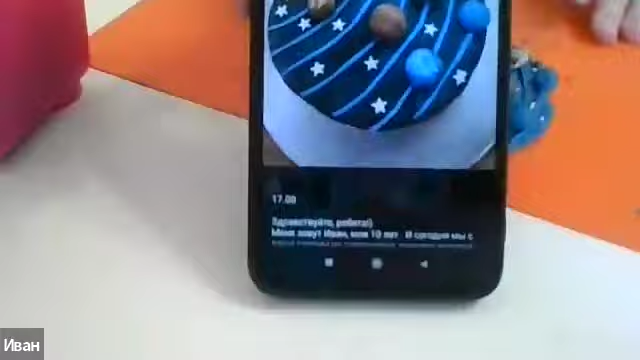 17.00
Здравствуйте, ребята!)
Меня зовут Иван, мне 10 лет . И сегодня мы с
Иван